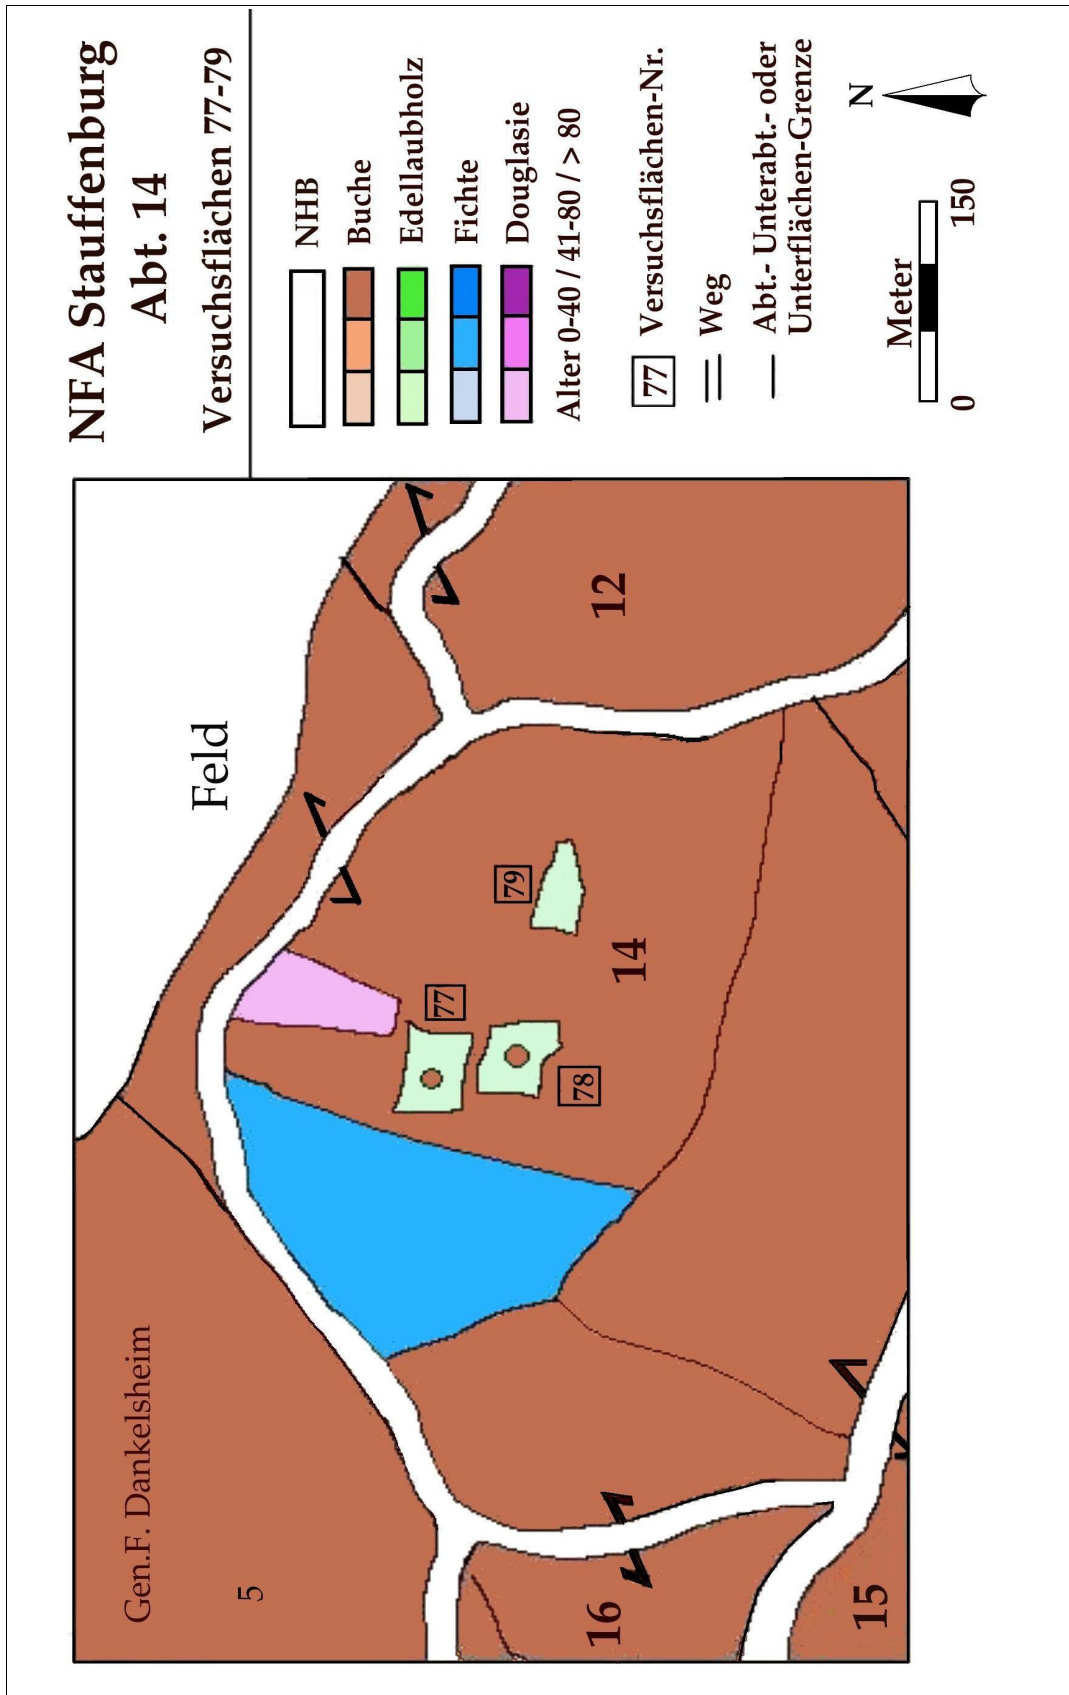 NFA Stauffenburg
Abt. 14
Versuchsflächen 77-79
NHB
Buche
Edellaubholz
Fichte
Douglasie
Alter 0-40 / 41-80 / > 80
77 Versuchsflächen-Nr.
Weg
Abt.- Unterabt.- oder
Unterflächen-Grenze
N
Meter
0 150
Gen.F. Dankelsheim
5
Feld
77
79
78
14
12
16
15